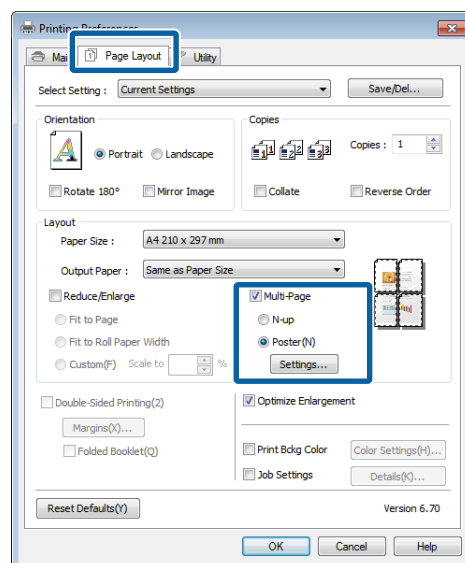 Printing Preferences
Mai Page Layout Utility
Select Setting : Current Settings Save/Del...
Orientation Copies
Portrait Landscape Copies : 1
Rotate 180° Mirror Image Collate Reverse Order
Layout
Paper Size : A4 210 x 297 mm
Output Paper : Same as Paper Size
Reduce/Enlarge Multi-Page
Fit to Page N-up
Fit to Roll Paper Width Poster(N)
Custom(F) Scale to % Settings...
Double-Sided Printing(2) Optimize Enlargement
Margins(X)...
Folded Booklet(Q) Print Bckg Color Color Settings(H)...
Job Settings Details(K)...
Reset Defaults(Y) Version 6.70
OK Cancel Help